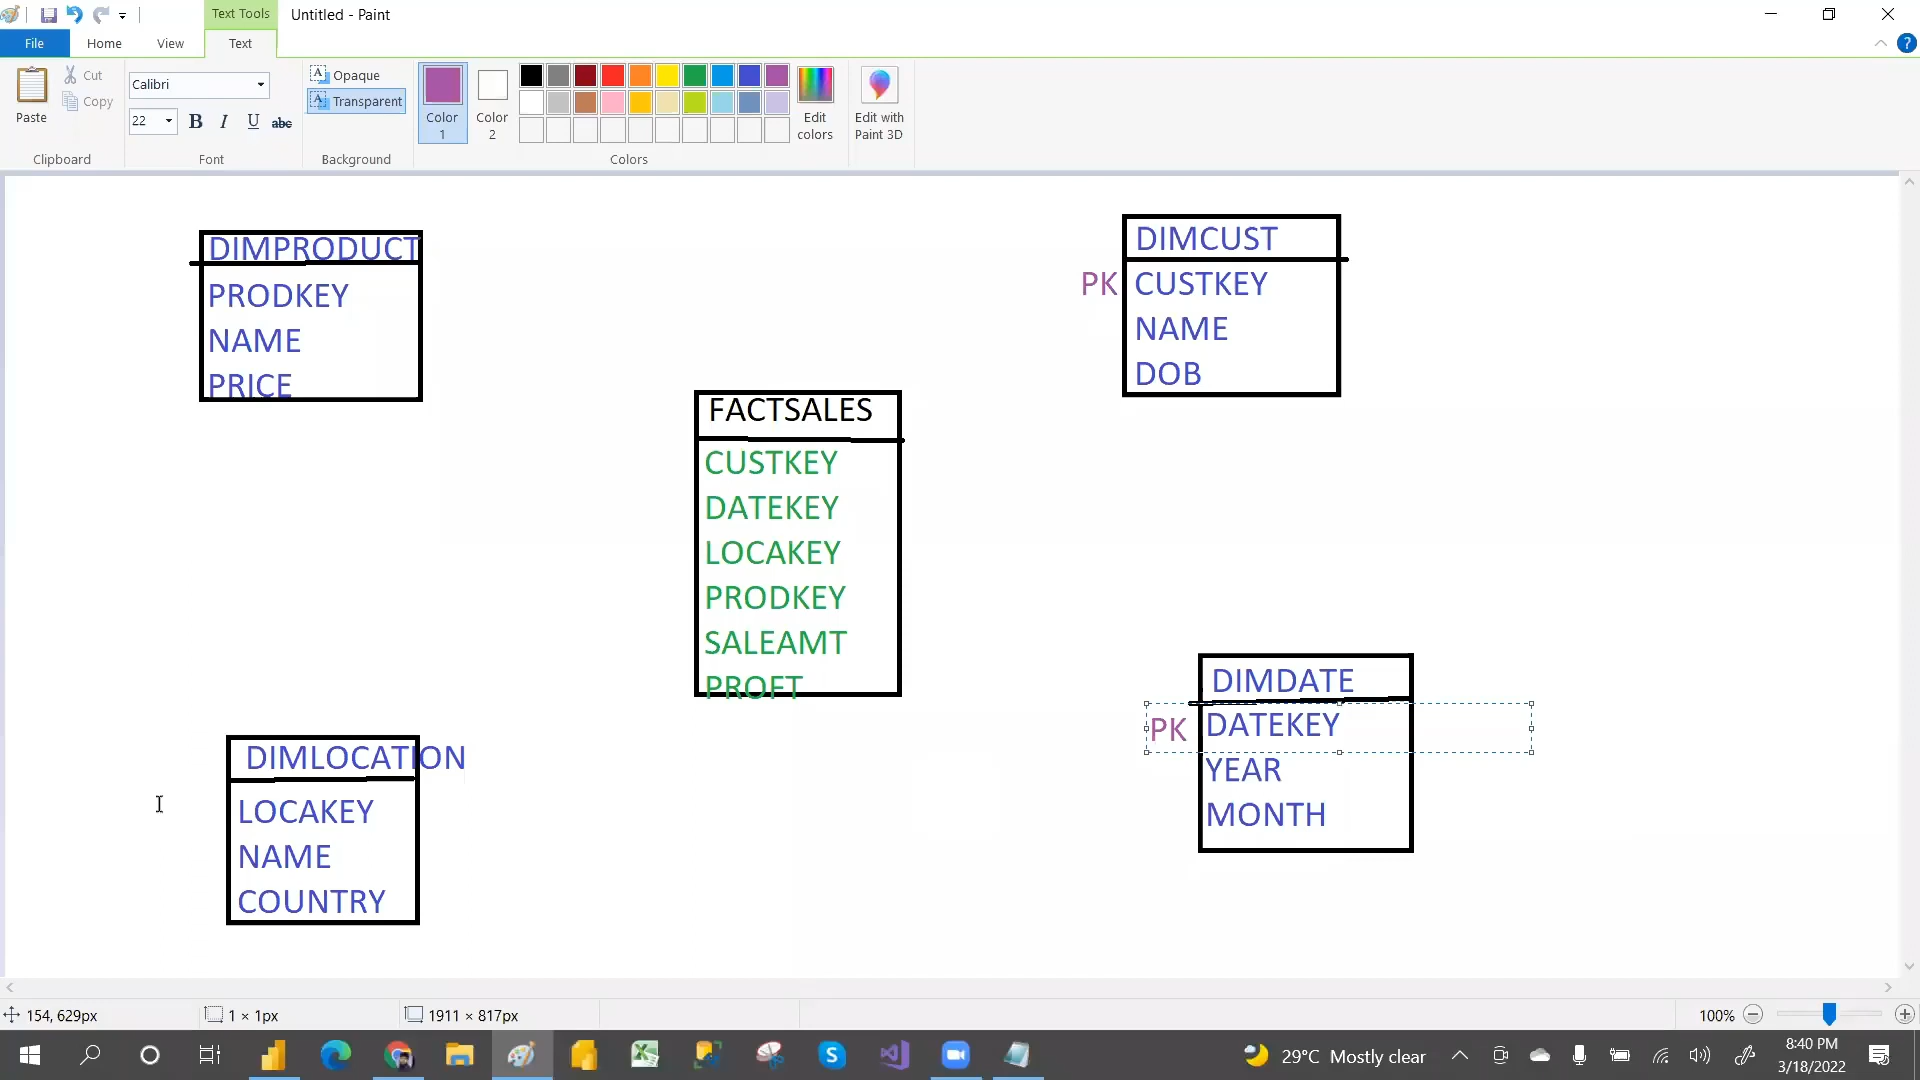 Text Tools
Untitled - Paint
File
Home
View
Text
Paste
Cut
Copy
Clipboard
Calibri
22
B
I
U
abc
Font
Opaque
Transparent
Background
Color
1
Color
2
Edit
colors
Colors
Edit with
Paint 3D
DIMPRODUCT
PRODKEY
NAME
PRICE
DIMCUST
PK
CUSTKEY
NAME
DOB
FACTSALES
CUSTKEY
DATEKEY
LOCAKEY
PRODKEY
SALEAMT
PROFT
DIMLOCATION
LOCAKEY
NAME
COUNTRY
DIMDATE
PK
DATEKEY
YEAR
MONTH
154, 629px
1 × 1px
1911 × 817px
100%
29°C Mostly clear
8:40 PM
3/18/2022